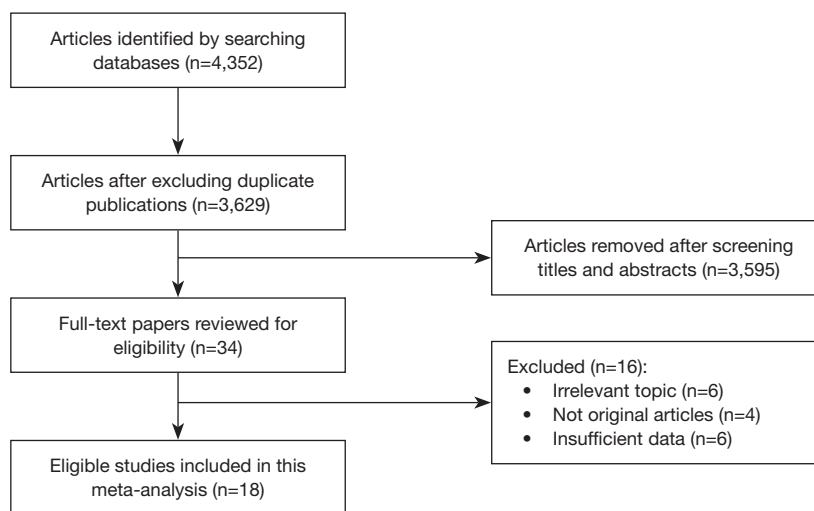 Articles identified by searching
databases (n=4,352)
Articles after excluding duplicate
publications (n=3,629)
Articles removed after screening
titles and abstracts (n=3,595)
Full-text papers reviewed for
eligibility (n=34)
Excluded (n=16):
• Irrelevant topic (n=6)
• Not original articles (n=4)
• Insufficient data (n=6)
Eligible studies included in this
meta-analysis (n=18)